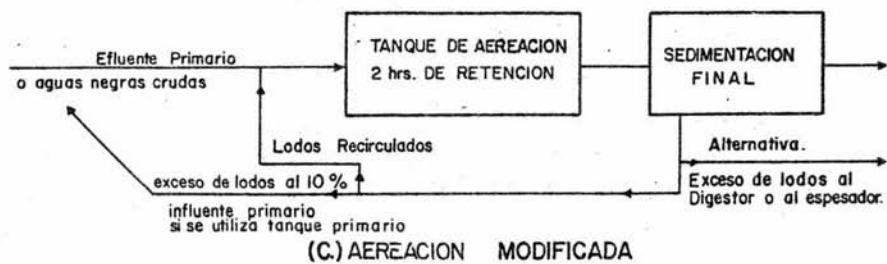 Efluente Primario
o aguas negras crudas
TANQUE DE AEREACION
2 hrs. DE RETENCION
SEDIMENTACION
FINAL
Lodos Recirculados
Alternativa.
exceso de lodos al 10 %
Exceso de lodos al
Digestor o al espesador.
influente primario
si se utiliza tanque primario
(C.) AEREACION MODIFICADA